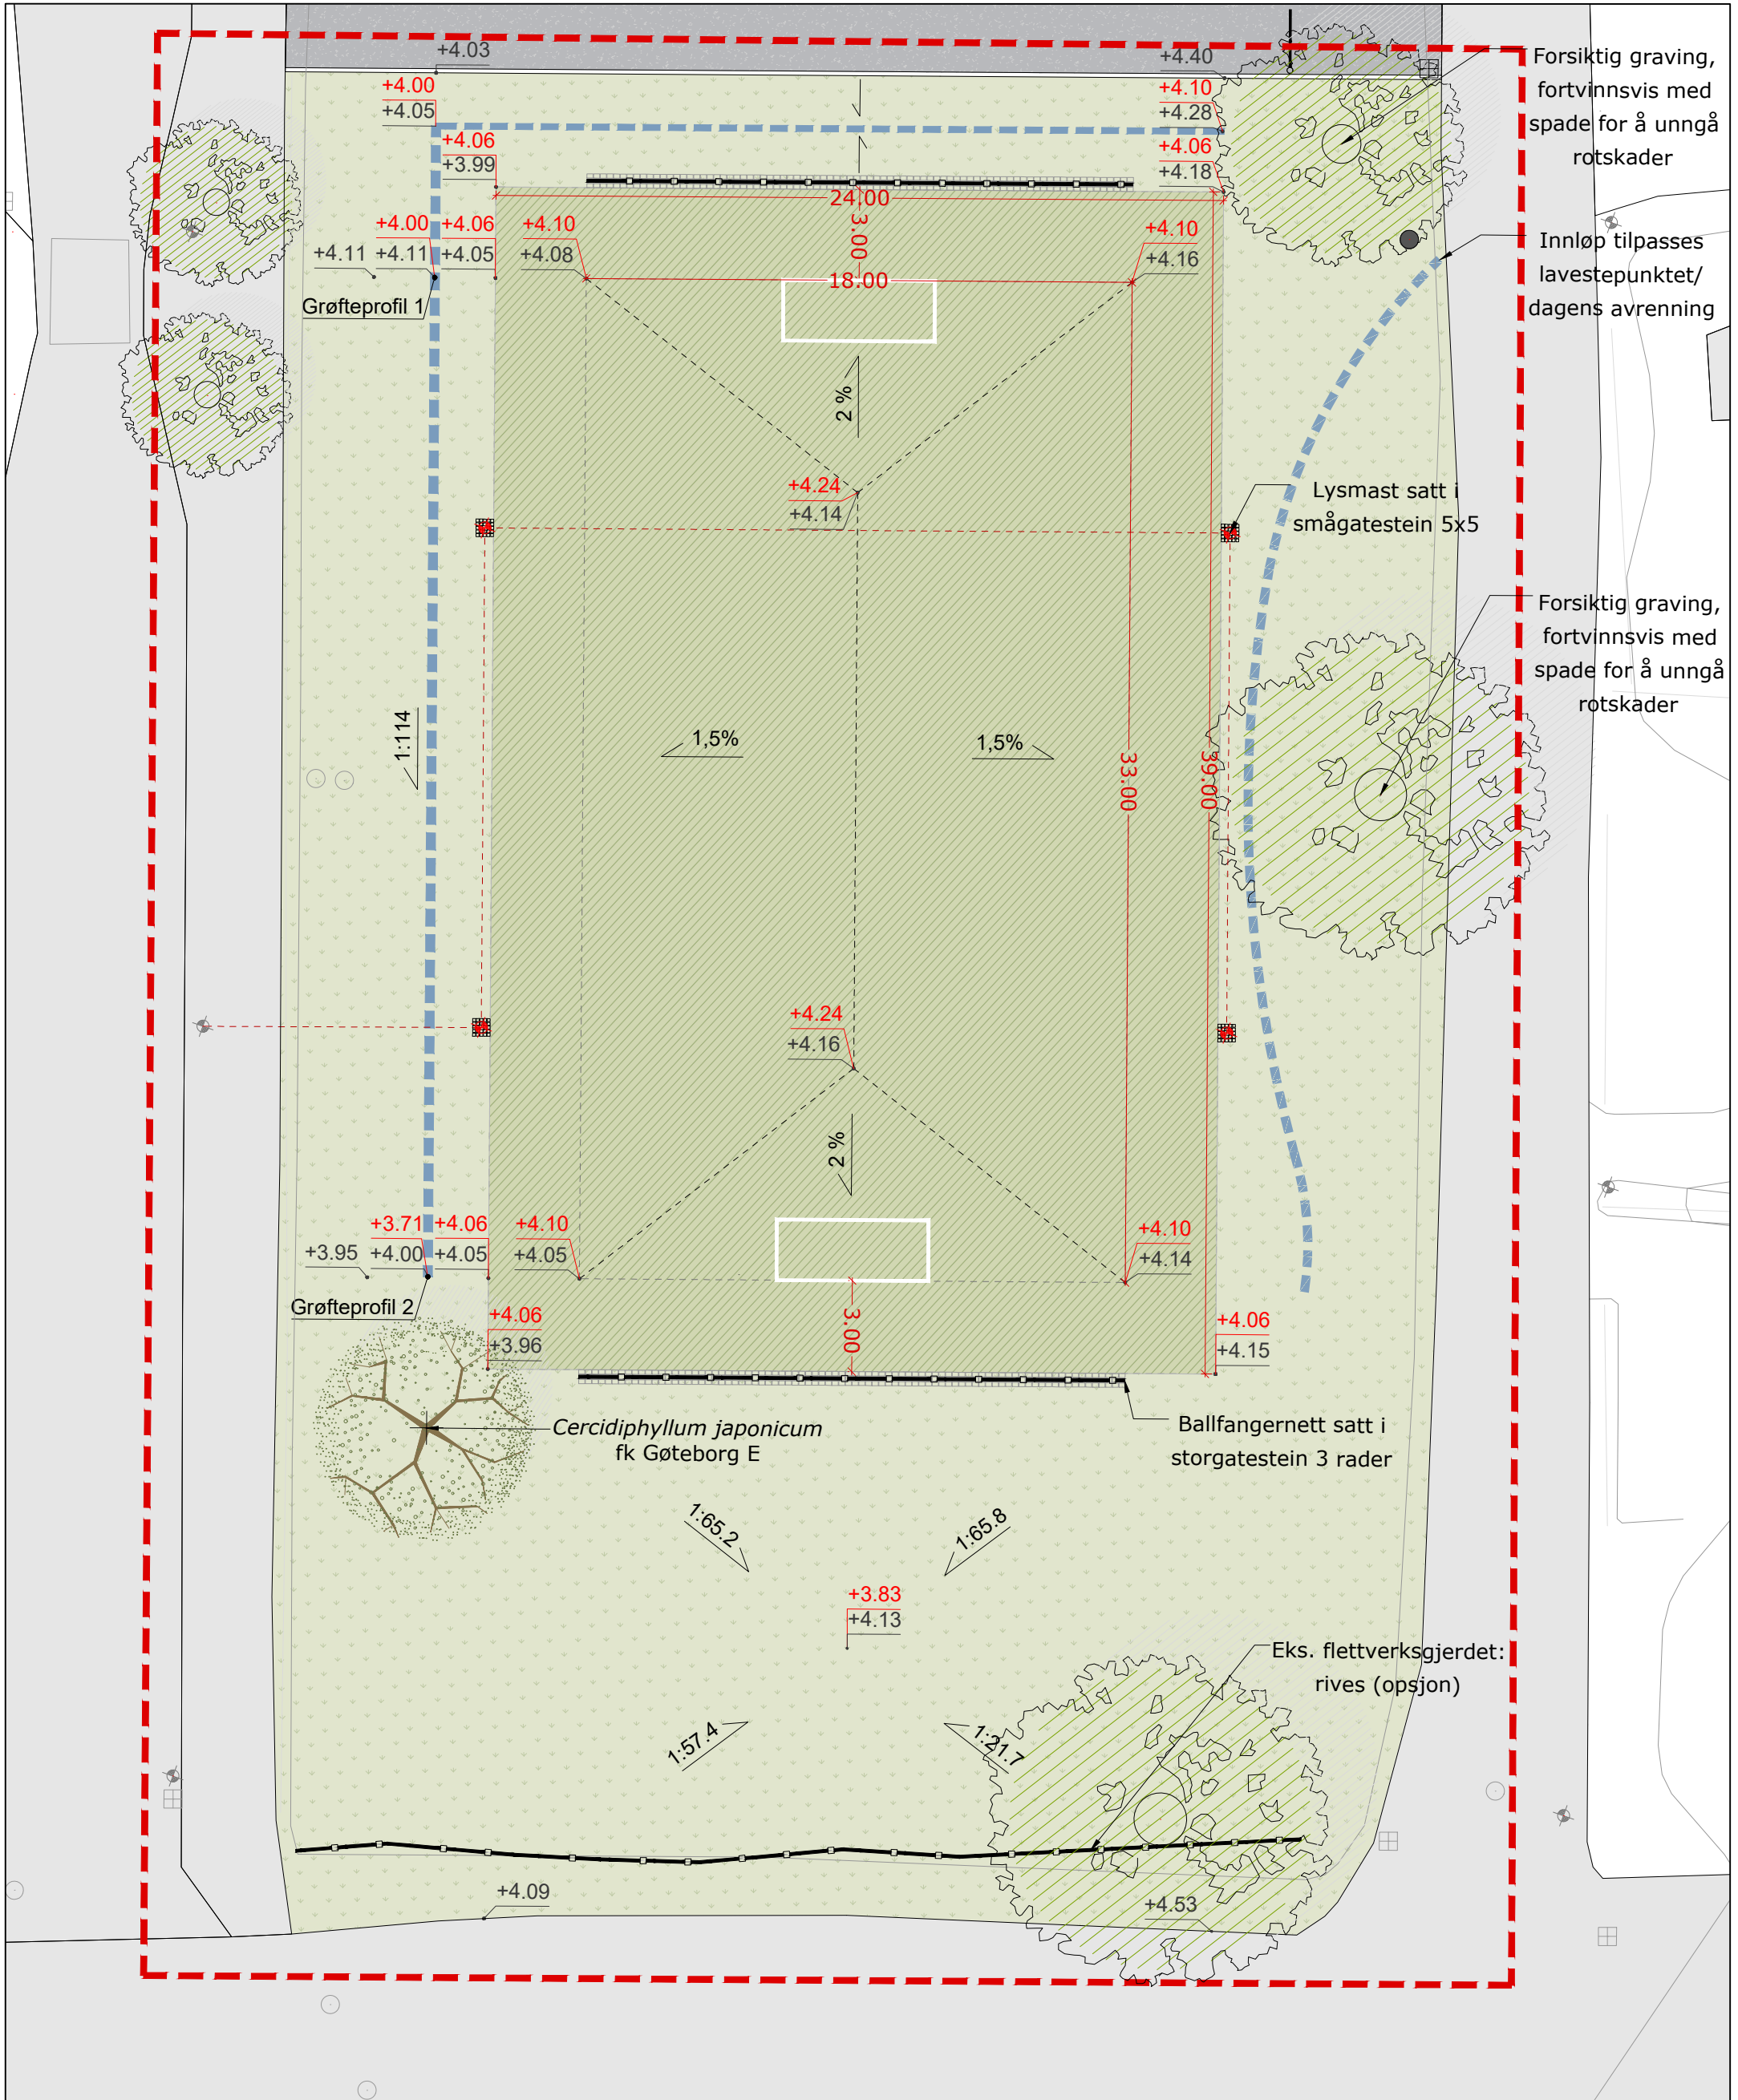 +4.03
+4.40
Forsiktig graving,
fortvinnsvis med
spade for å unngå
rotskader
+4.00
+4.05
+4.10
+4.28
+4.06
+3.99
+4.06
+4.18
24.00
3.00
+4.00
+4.06
+4.10
+4.10
+4.11
+4.11
+4.05
+4.08
+4.16
Innløp tilpasses
lavestepunktet/
dagens avrenning
18.00
Grøfteprofil 1
2 %
+4.24
+4.14
Lysmast satt i
smågatestein 5x5
Forsiktig graving,
fortvinnsvis med
spade for å unngå
rotskader
1:114
1,5%
1,5%
33.00
39.00
+4.24
+4.16
2 %
+3.71
+4.06
+4.10
+4.10
+3.95
+4.00
+4.05
+4.05
+4.14
Grøfteprofil 2
+4.06
+3.96
3.00
+4.06
+4.15
Cercidiphyllum japonicum
fk Gøteborg E
Ballfangernett satt i
storgatestein 3 rader
1:65.2
1:65.8
+3.83
+4.13
Eks. flettverksgjerdet:
rives (opsjon)
1:57.4
1:21.7
+4.09
+4.53